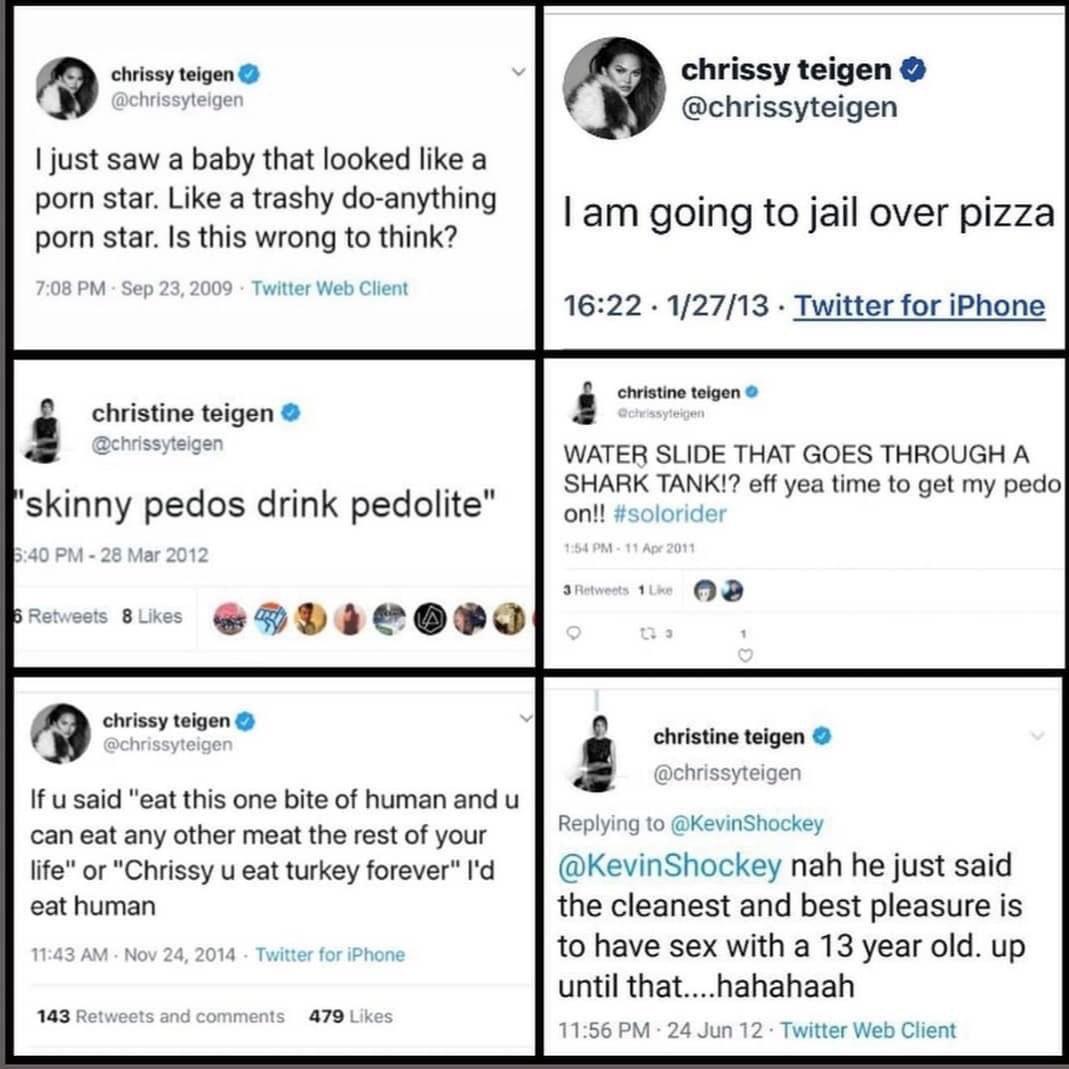 chrissy teigen
@chrissyteigen
I just saw a baby that looked like a
porn star. Like a trashy do-anything
porn star. Is this wrong to think?
7:08 PM · Sep 23, 2009 · Twitter Web Client
chrissy teigen
@chrissyteigen
I am going to jail over pizza
16:22 · 1/27/13 · Twitter for iPhone
christine teigen
@chrissyteigen
"skinny pedos drink pedolite"
5:40 PM - 28 Mar 2012
6 Retweets 8 Likes
christine teigen
@chrissyteigen
WATER SLIDE THAT GOES THROUGH A
SHARK TANK!? eff yea time to get my pedo
on!! #solorider
1:54 PM - 11 Apr 2011
3 Retweets 1 Like
3 1
chrissy teigen
@chrissyteigen
If u said "eat this one bite of human and u
can eat any other meat the rest of your
life" or "Chrissy u eat turkey forever" I'd
eat human
11:43 AM · Nov 24, 2014 · Twitter for iPhone
143 Retweets and comments 479 Likes
christine teigen
@chrissyteigen
Replying to @KevinShockey
@KevinShockey nah he just said
the cleanest and best pleasure is
to have sex with a 13 year old. up
until that....hahahaah
11:56 PM · 24 Jun 12 · Twitter Web Client